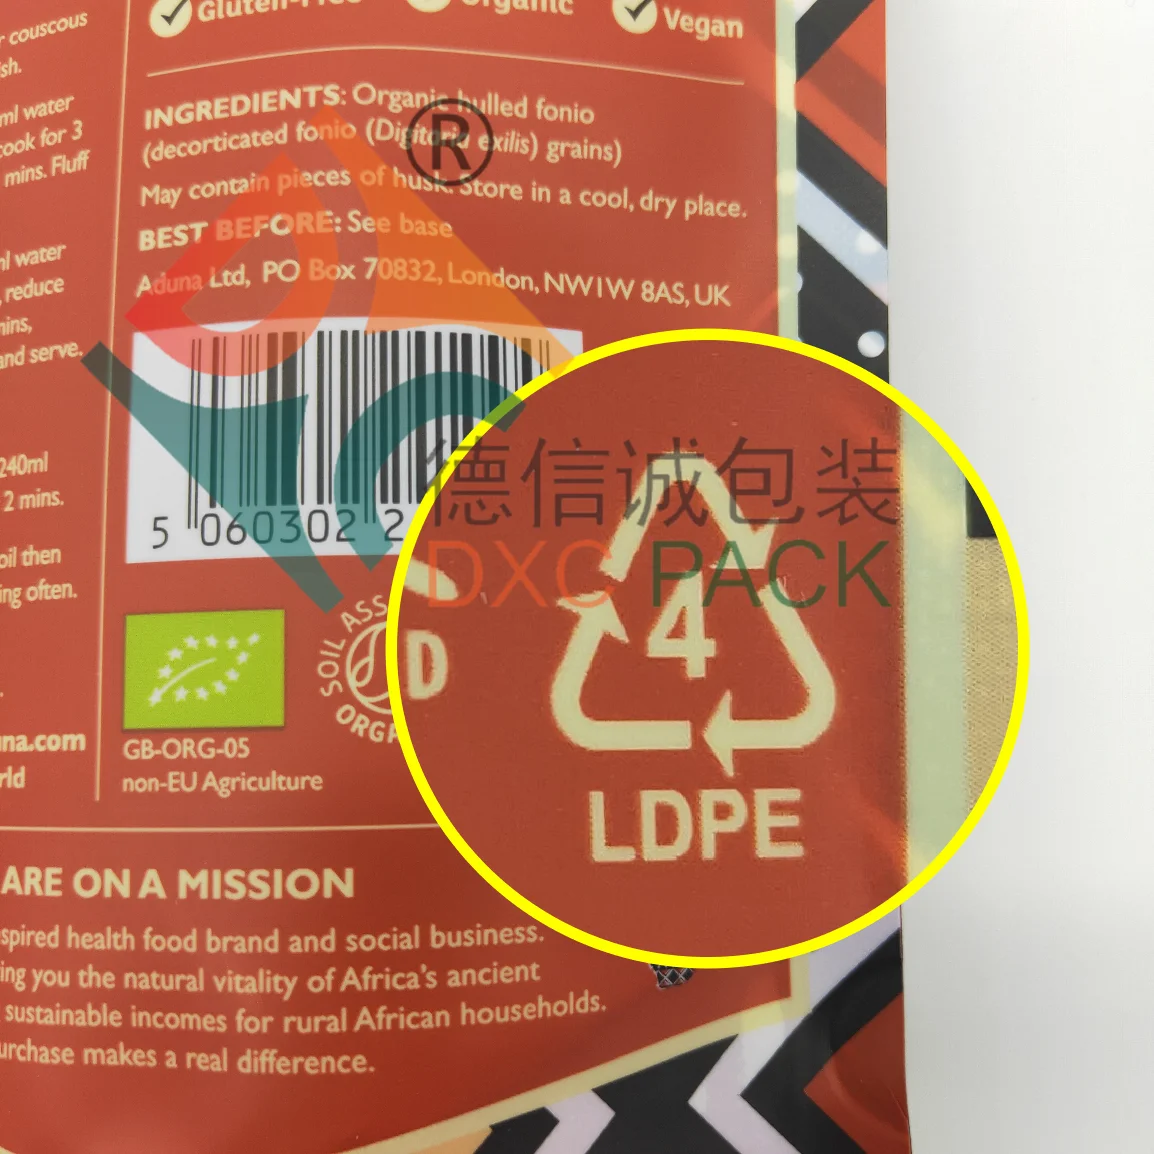 Gluten-Free
Organic
Vegan
r couscous
sh.
ml water
cook for 3
mins. Fluff
ml water
, reduce
mins,
and serve.
240ml
2 mins.
oil then
ing often.
una.com
rld
INGREDIENTS: Organic hulled fonio
(decorticated fonio (Digitaria exilis) grains)
May contain pieces of husk. Store in a cool, dry place.
BEST BEFORE: See base
Aduna Ltd, PO Box 70832, London, NW1W 8AS, UK
®
5 060302 2
德信诚包装
DXC PACK
4
LDPE
D
SOIL ASS
ORG
GB-ORG-05
non-EU Agriculture
ARE ON A MISSION
spired health food brand and social business.
ing you the natural vitality of Africa's ancient
sustainable incomes for rural African households.
urchase makes a real difference.